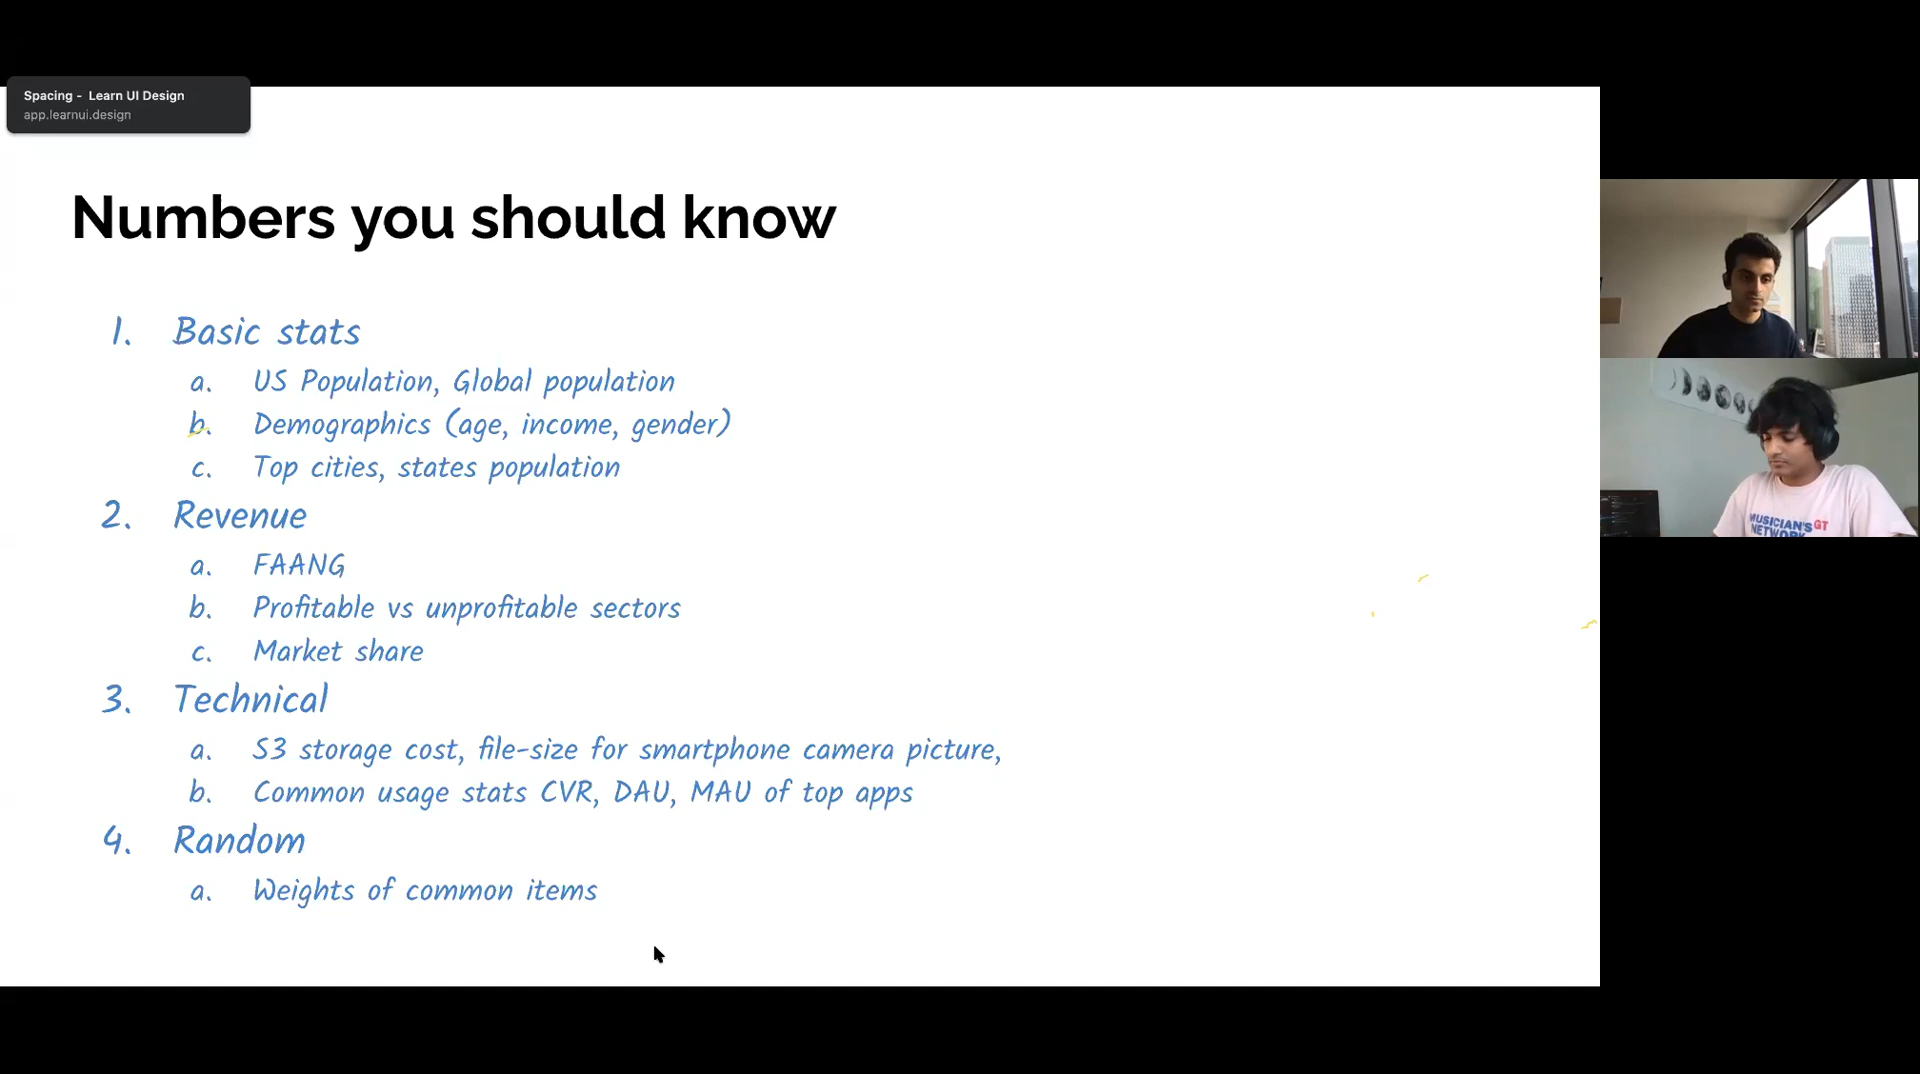 Spacing - Learn UI Design
app.learnui.design
Numbers you should know
1. Basic stats
a. US Population, Global population
b. Demographics (age, income, gender)
c. Top cities, states population
2. Revenue
a. FAANG
b. Profitable vs unprofitable sectors
c. Market share
3. Technical
a. S3 storage cost, file-size for smartphone camera picture,
b. Common usage stats CVR, DAU, MAU of top apps
4. Random
a. Weights of common items
MUSICIAN'S GT
NETWORK